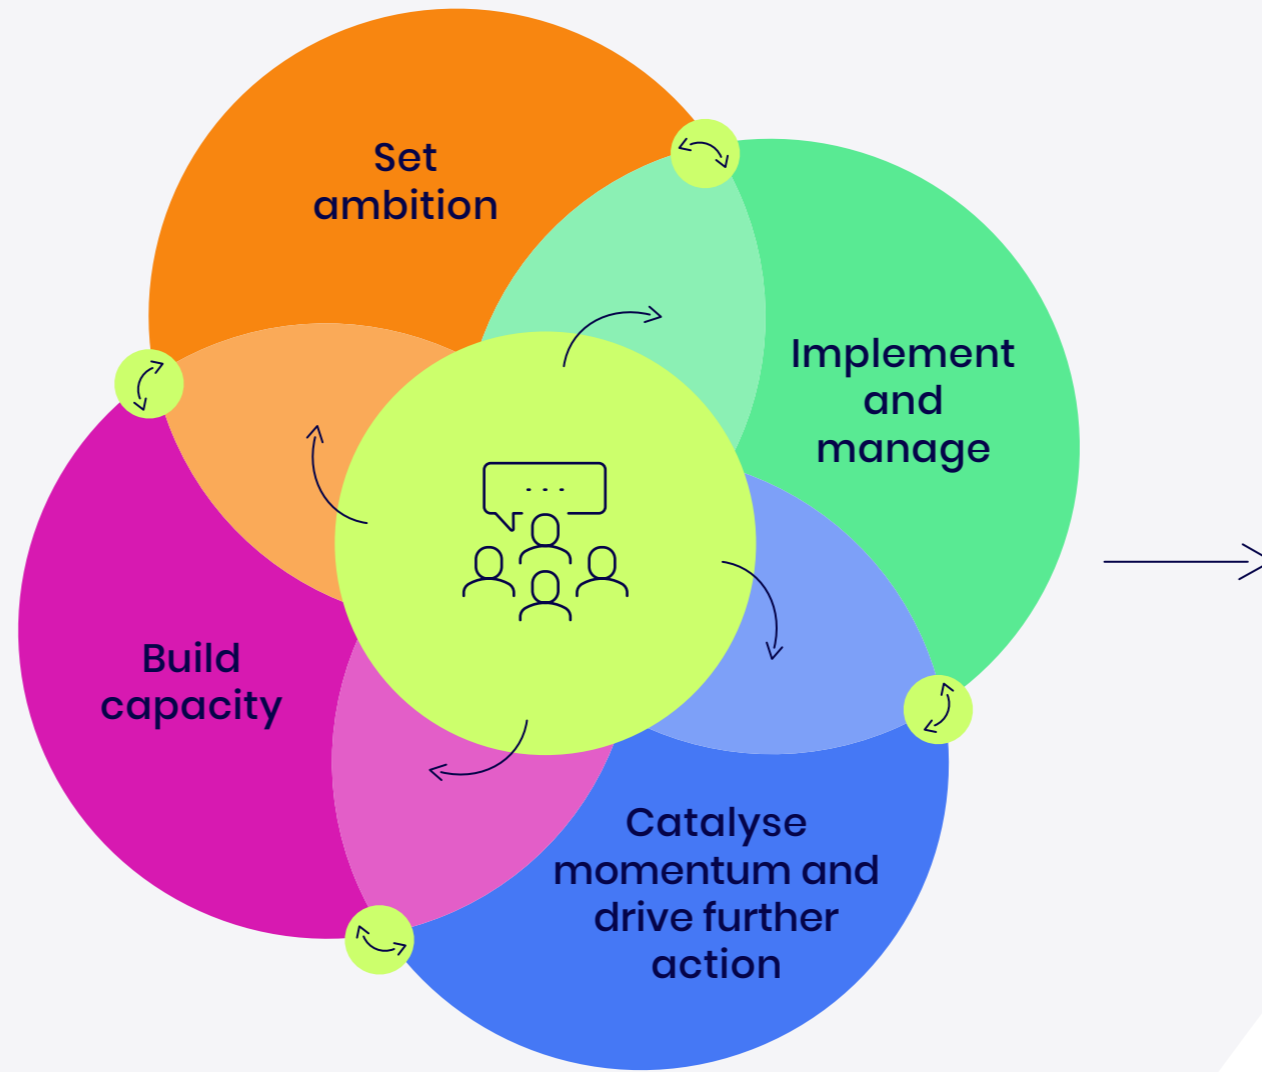 Set
ambition
Implement
and
manage
Build
capacity
Catalyse
momentum and
drive further
action